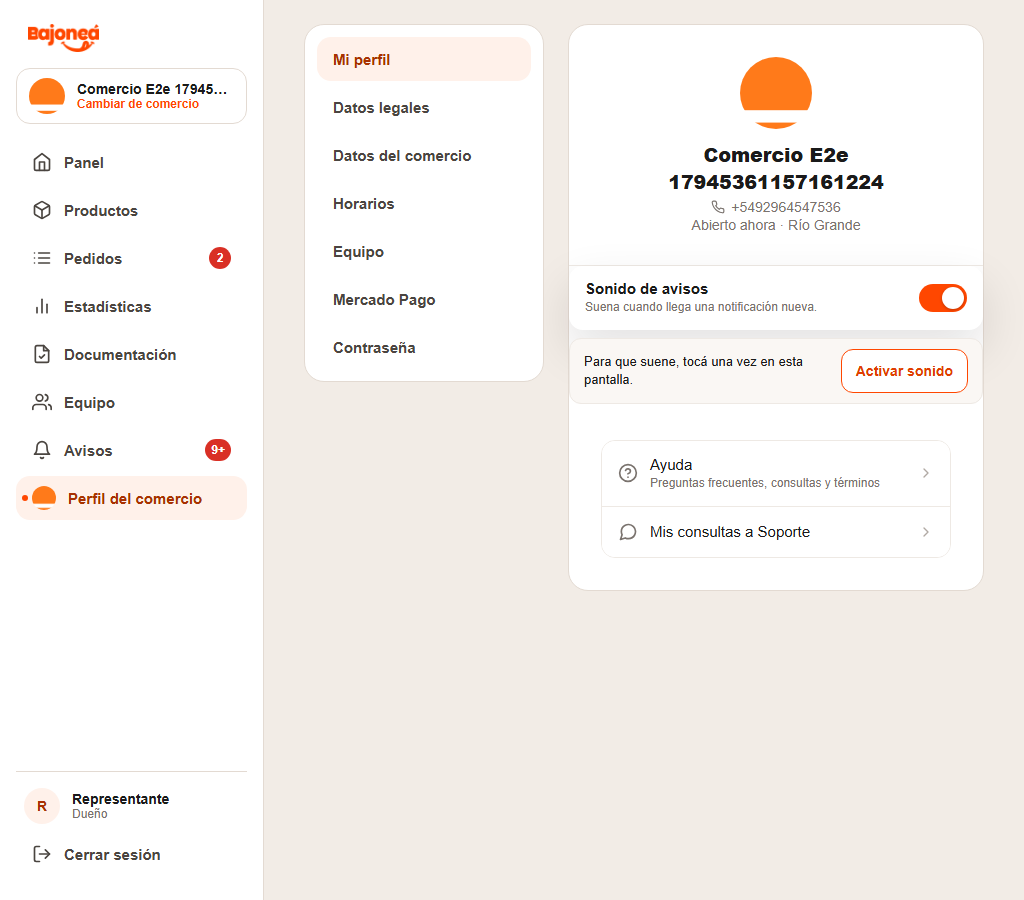 Bajoneá
Comercio E2e 17945...
Cambiar de comercio
Panel
Productos
Pedidos 2
Estadísticas
Documentación
Equipo
Avisos 9+
Perfil del comercio
R
Representante
Dueño
Cerrar sesión
Mi perfil
Datos legales
Datos del comercio
Horarios
Equipo
Mercado Pago
Contraseña
Comercio E2e
17945361157161224
+5492964547536
Abierto ahora · Río Grande
Sonido de avisos
Suena cuando llega una notificación nueva.
Para que suene, tocá una vez en esta
pantalla.
Activar sonido
Ayuda
Preguntas frecuentes, consultas y términos
Mis consultas a Soporte